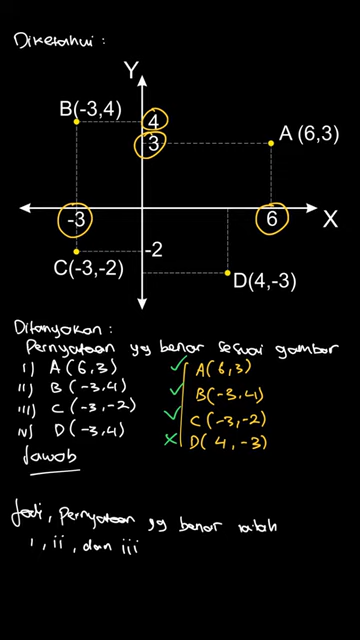 Diketahui :
Y
B(-3,4)
4
3
A (6,3)
-3
6
X
-2
C(-3,-2)
D(4,-3)
Ditanyakan :
Pernyataan yg benar sesuai gambar
i) A (6,3) ✓ A(6,3)
ii) B (-3,4) ✓ B(-3,4)
iii) C (-3,-2) ✓ C(-3,-2)
iv) D (-3,4) × D(4,-3)
Jawab
Jadi, pernyataan yg benar ialah
i, ii, dan iii